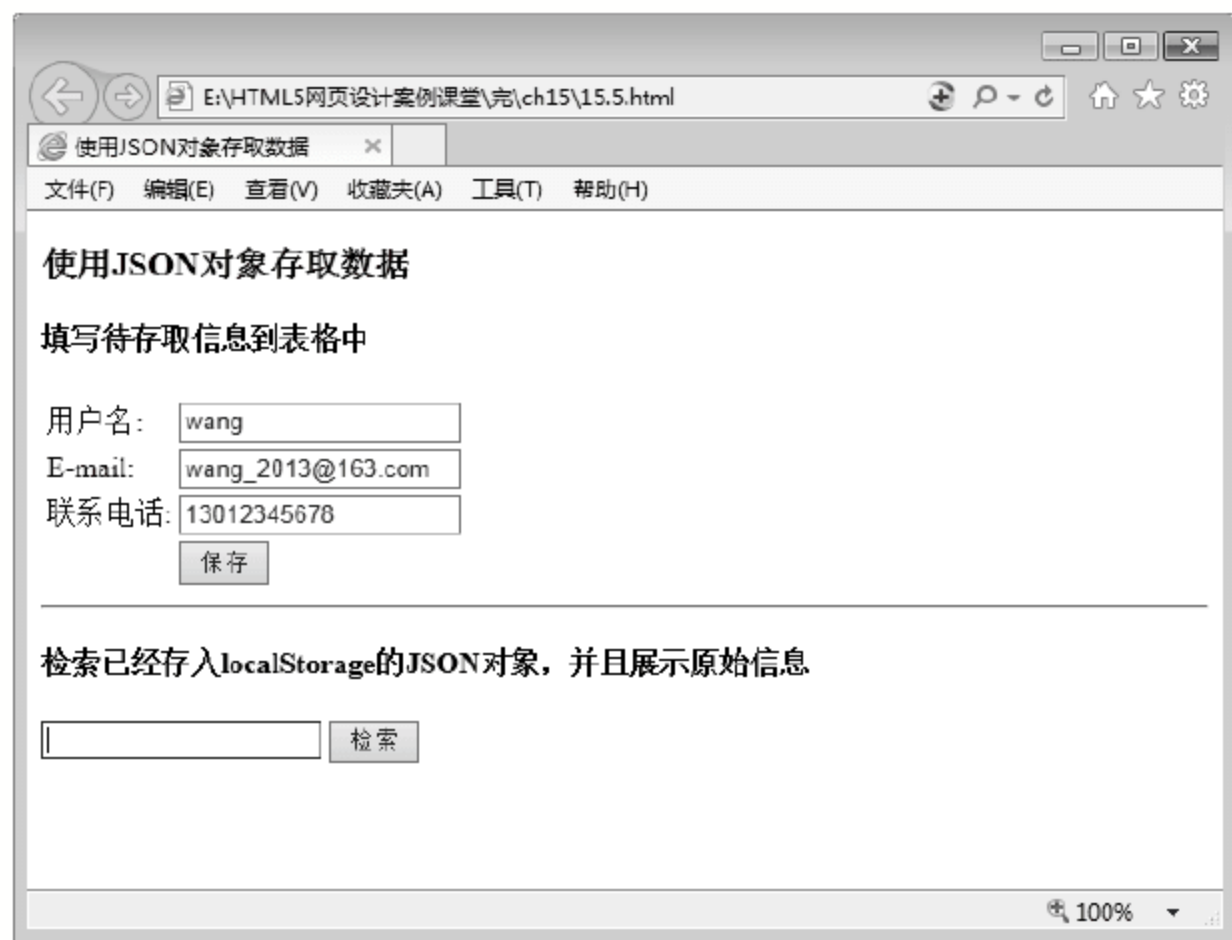 E:\HTML5网页设计案例课堂\完\ch15\15.5.html
使用JSON对象存取数据
文件(F) 编辑(E) 查看(V) 收藏夹(A) 工具(T) 帮助(H)
使用JSON对象存取数据
填写待存取信息到表格中
用户名: wang
E-mail: wang_2013@163.com
联系电话: 13012345678
保存
检索已经存入localStorage的JSON对象，并且展示原始信息
检索
100%